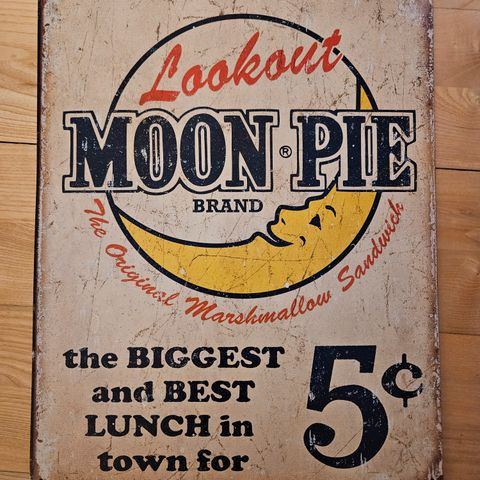 Lookout
MOON ® PIE
BRAND
The Original Marshmallow Sandwich
the BIGGEST
and BEST
LUNCH in
town for
5¢